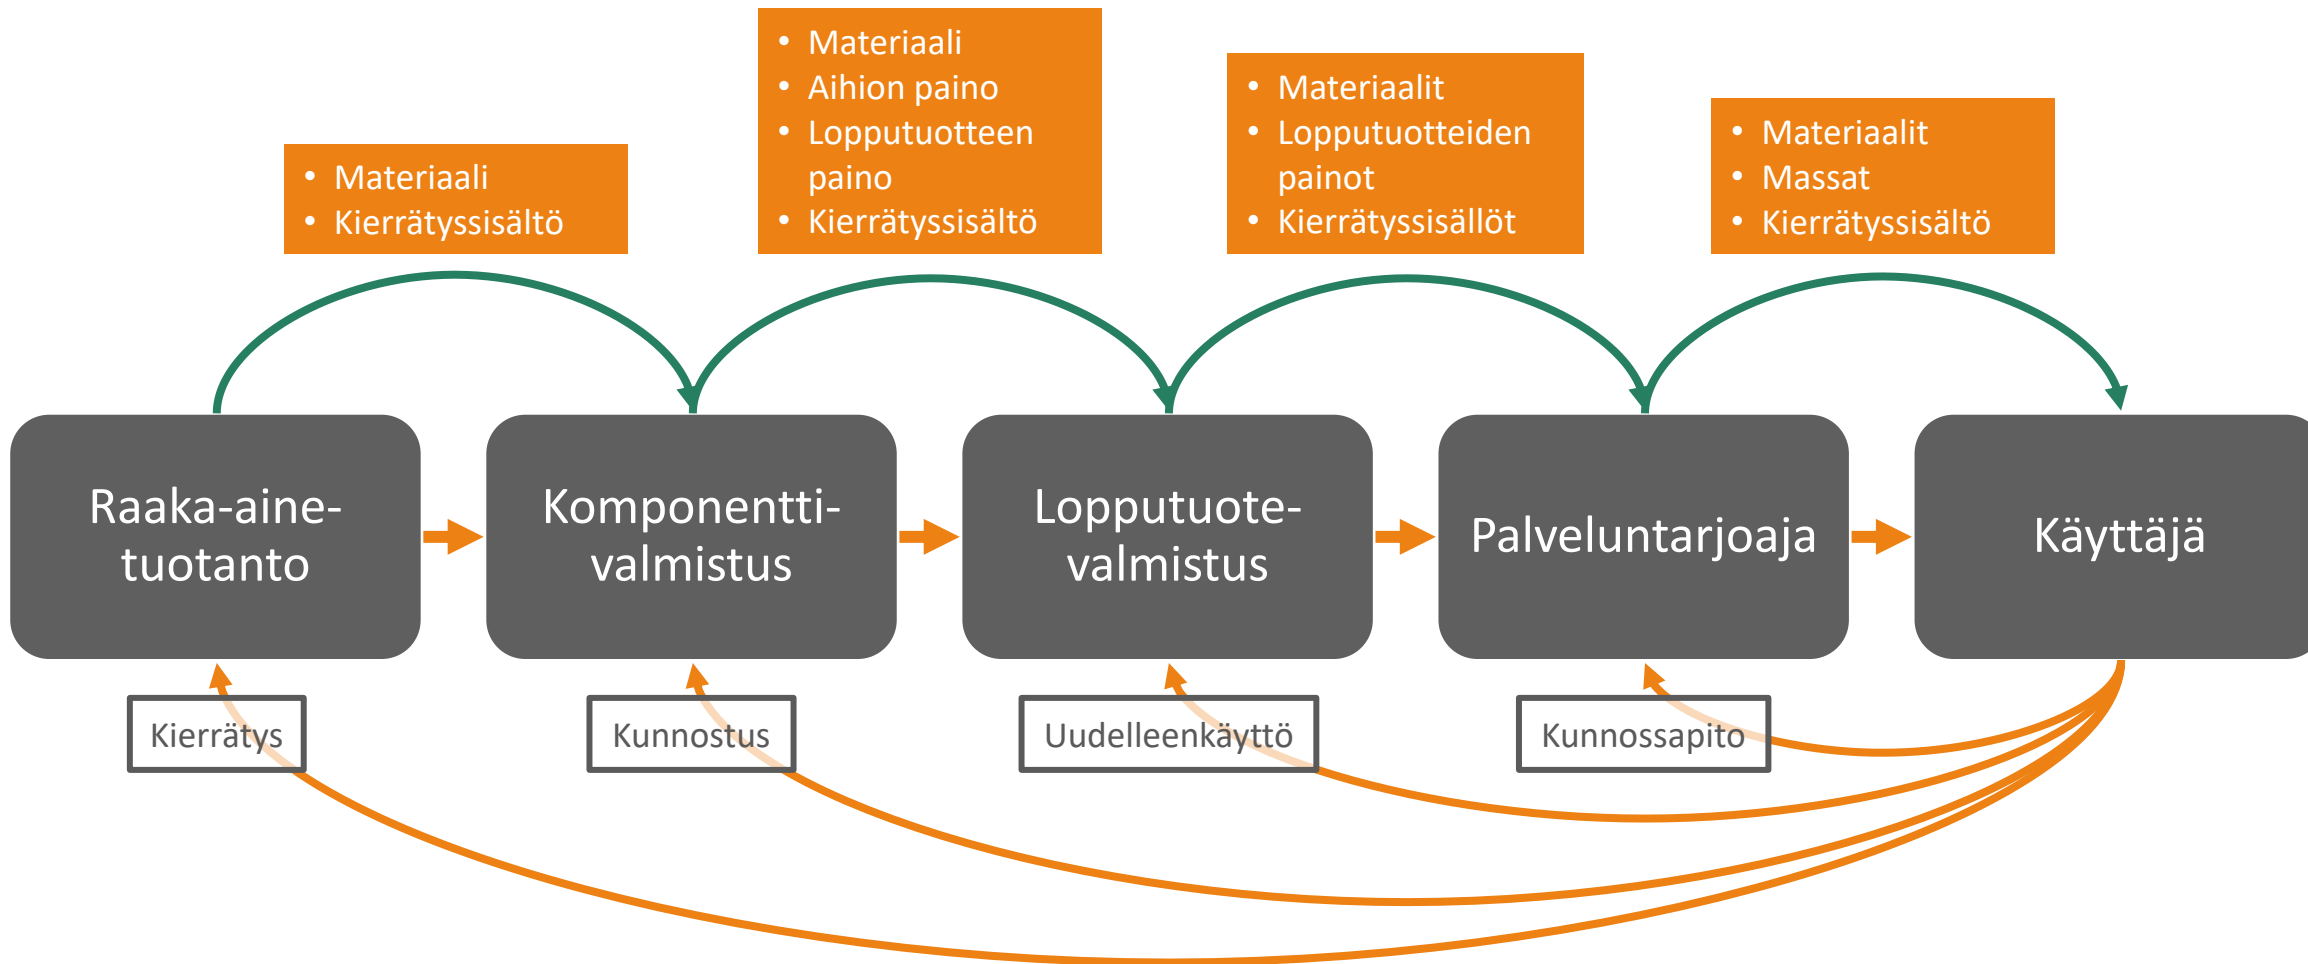 • Materiaali
• Kierrätyssisältö
• Materiaali
• Aihion paino
• Lopputuotteen
paino
• Kierrätyssisältö
• Materiaalit
• Lopputuotteiden
painot
• Kierrätyssisällöt
• Materiaalit
• Massat
• Kierrätyssisältö
Raaka-aine-
tuotanto
Komponentti-
valmistus
Lopputuote-
valmistus
Palveluntarjoaja
Käyttäjä
Kierrätys
Kunnostus
Uudelleenkäyttö
Kunnossapito